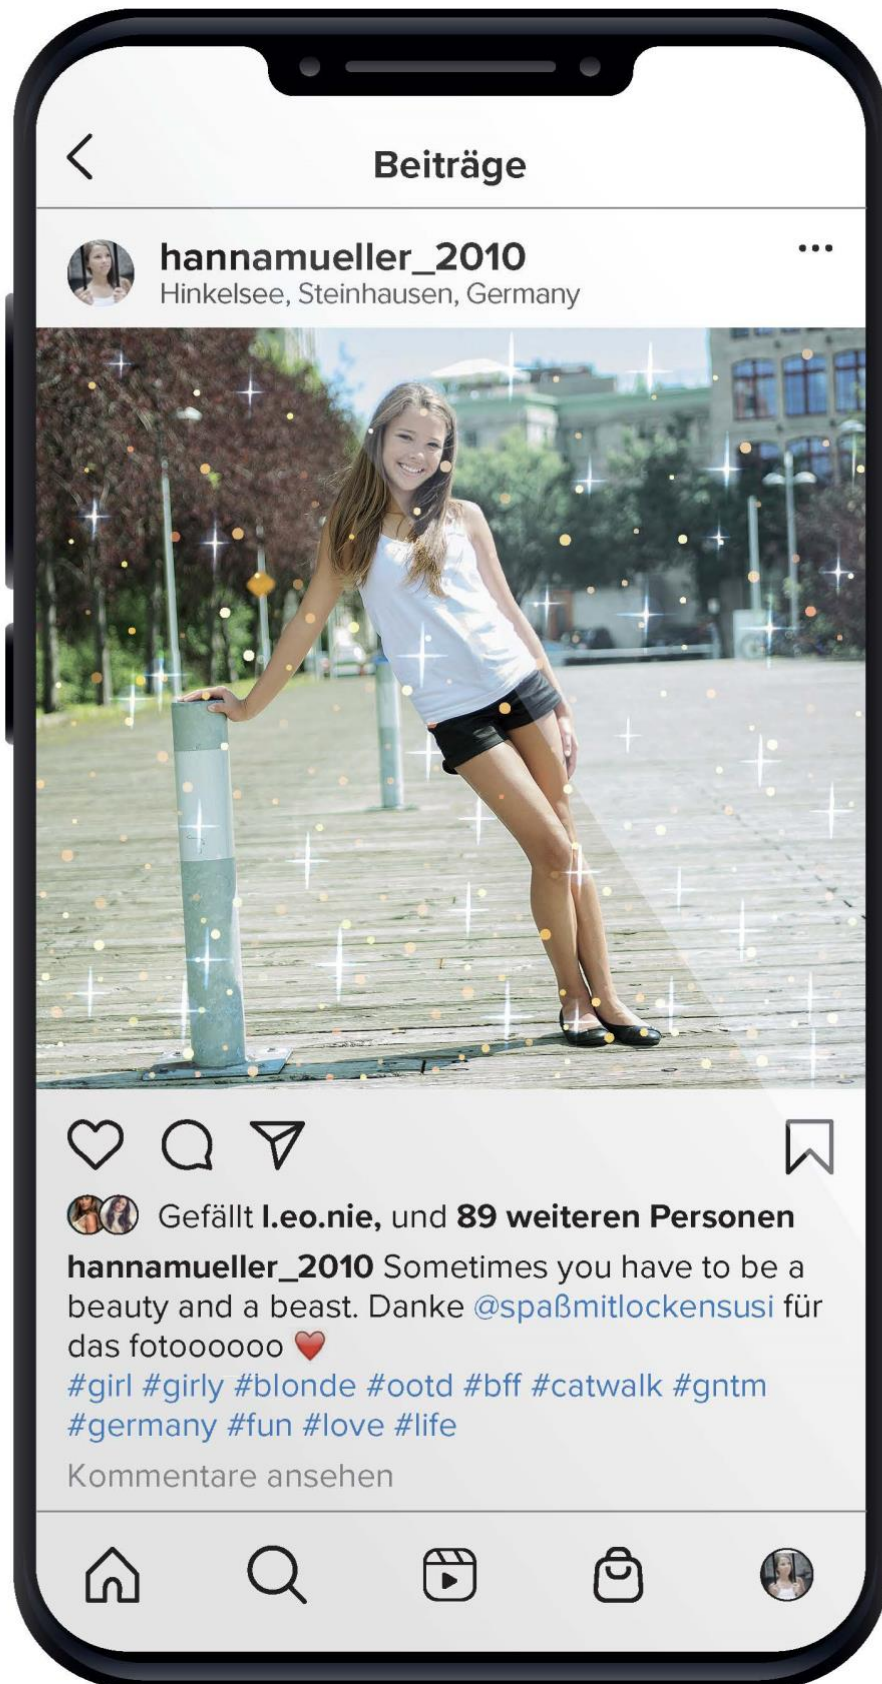 Beiträge
hannamueller_2010
Hinkelsee, Steinhausen, Germany
Gefällt l.eo.nie, und 89 weiteren Personen
hannamueller_2010 Sometimes you have to be a
beauty and a beast. Danke @spaßmitlockensusi für
das fotoooooo ❤️
#girl #girly #blonde #ootd #bff #catwalk #gntm
#germany #fun #love #life
Kommentare ansehen